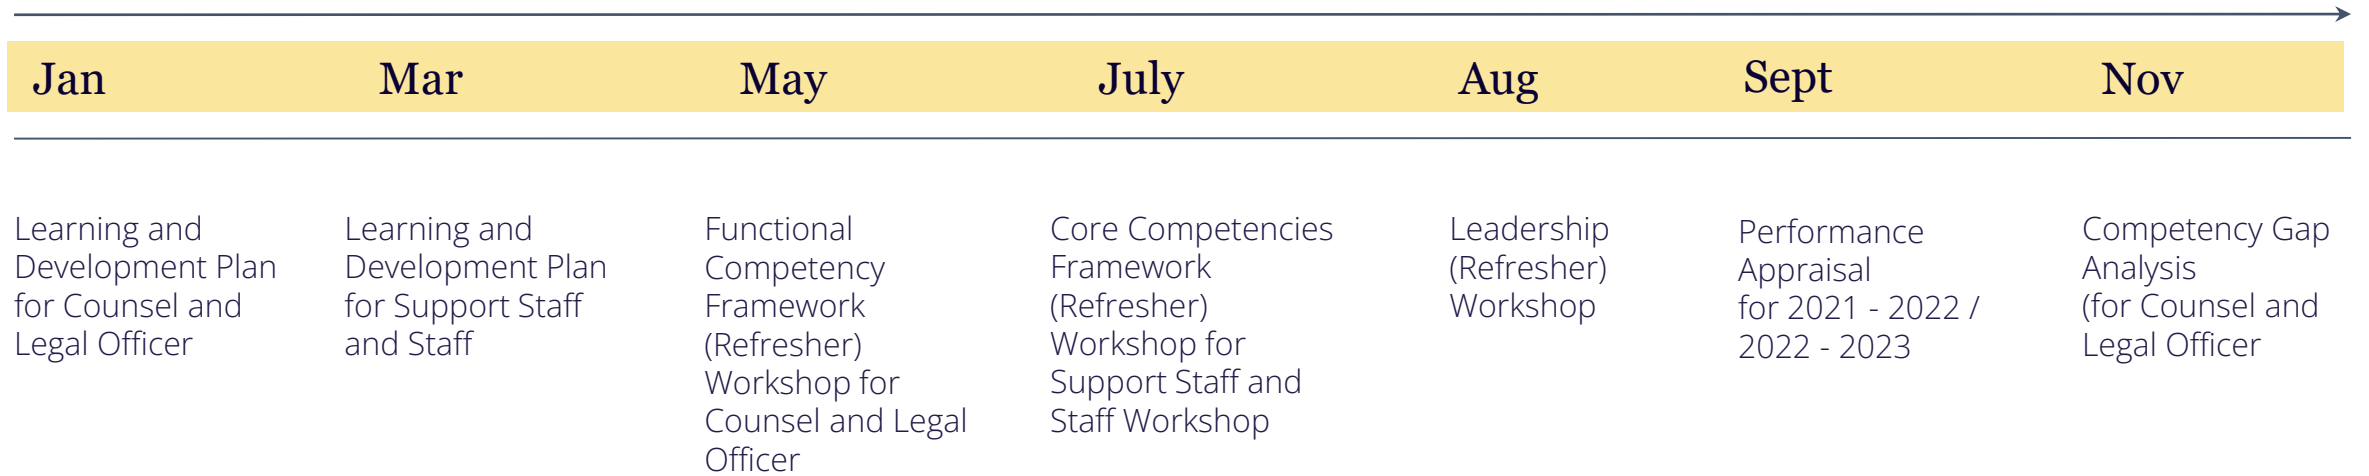 Jan
Mar
May
July
Aug
Sept
Nov
Learning and
Development Plan
for Counsel and
Legal Officer
Learning and
Development Plan
for Support Staff
and Staff
Functional
Competency
Framework
(Refresher)
Workshop for
Counsel and Legal
Officer
Core Competencies
Framework
(Refresher)
Workshop for
Support Staff and
Staff Workshop
Leadership
(Refresher)
Workshop
Performance
Appraisal
for 2021 - 2022 /
2022 - 2023
Competency Gap
Analysis
(for Counsel and
Legal Officer